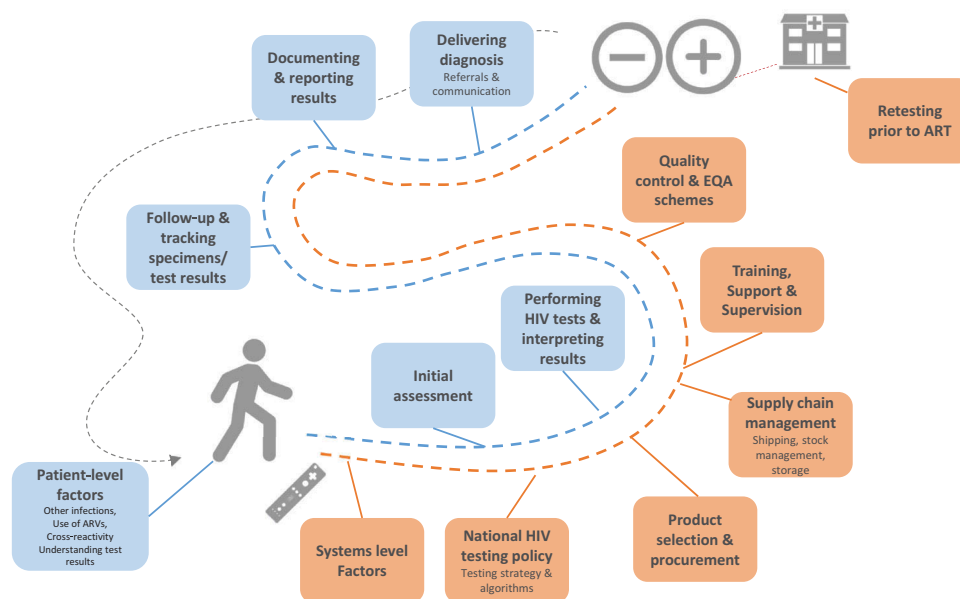 Documenting
& reporting
results
Delivering
diagnosis
Referrals &
communication
Retesting
prior to ART
Quality
control & EQA
schemes
Follow-up &
tracking
specimens/
test results
Training,
Support &
Supervision
Performing
HIV tests &
interpreting
results
Initial
assessment
Supply chain
management
Shipping, stock
management,
storage
Patient-level
factors
Other infections,
Use of ARVs,
Cross-reactivity
Understanding test
results
Systems level
Factors
National HIV
testing policy
Testing strategy &
algorithms
Product
selection &
procurement